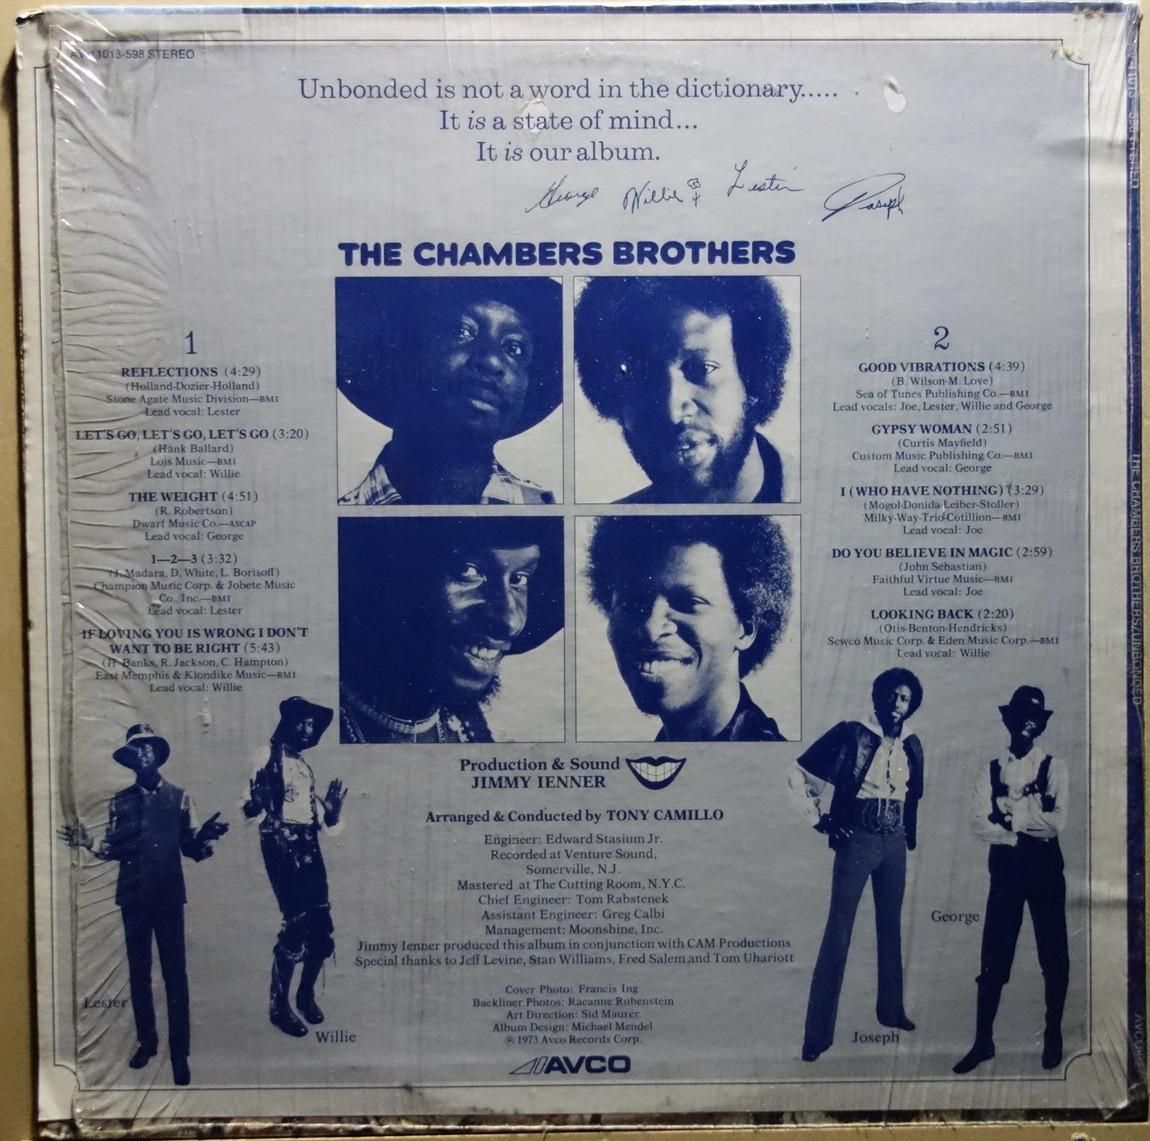 AV-11013-598 STEREO
Unbonded is not a word in the dictionary.....
It is a state of mind...
It is our album.
George Willie Lester Joseph
THE CHAMBERS BROTHERS
1
REFLECTIONS (4:29)
(Holland-Dozier-Holland)
Stone Agate Music Division—BMI
Lead vocal: Lester
LET'S GO, LET'S GO, LET'S GO (3:20)
(Hank Ballard)
Lois Music—BMI
Lead vocal: Willie
THE WEIGHT (4:51)
(R. Robertson)
Dwarf Music Co.—ASCAP
Lead vocal: George
1—2—3 (3:32)
(J. Madara, D. White, L. Borisoff)
Champion Music Corp. & Jobete Music
Co., Inc.—BMI
Lead vocal: Lester
IF LOVING YOU IS WRONG I DON'T
WANT TO BE RIGHT (5:43)
(H. Banks, R. Jackson, C. Hampton)
East Memphis & Klondike Music—BMI
Lead vocal: Willie
2
GOOD VIBRATIONS (4:39)
(B. Wilson-M. Love)
Sea of Tunes Publishing Co.—BMI
Lead vocals: Joe, Lester, Willie and George
GYPSY WOMAN (2:51)
(Curtis Mayfield)
Custom Music Publishing Co.—BMI
Lead vocal: George
I (WHO HAVE NOTHING) (3:29)
(Mogol-Donida-Leiber-Stoller)
Milky-Way-Trio-Cotillion—BMI
Lead vocal: Joe
DO YOU BELIEVE IN MAGIC (2:59)
(John Sebastian)
Faithful Virtue Music—BMI
Lead vocal: Joe
LOOKING BACK (2:20)
(Otis-Benton-Hendricks)
Sewco Music Corp. & Eden Music Corp.—BMI
Lead vocal: Willie
Production & Sound
JIMMY IENNER
Arranged & Conducted by TONY CAMILLO
Engineer: Edward Stasium Jr.
Recorded at Venture Sound,
Somerville, N.J.
Mastered at The Cutting Room, N.Y.C.
Chief Engineer: Tom Rabstenek
Assistant Engineer: Greg Calbi
Management: Moonshine, Inc.
Jimmy Ienner produced this album in conjunction with CAM Productions
Special thanks to Jeff Levine, Stan Williams, Fred Salem and Tom Uhariott
Cover Photo: Francis Ing
Backliner Photos: Raeanne Rubenstein
Art Direction: Sid Maurer
Album Design: Michael Mendel
℗ 1973 Avco Records Corp.
AVCO
Lester
Willie
Joseph
George
THE CHAMBERS BROTHERS/UNBONDED